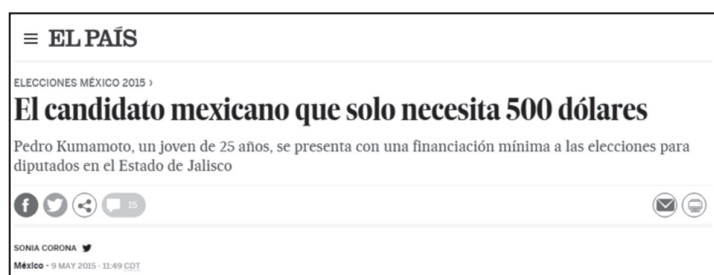 EL PAÍS
ELECCIONES MÉXICO 2015 ›
El candidato mexicano que solo necesita 500 dólares
Pedro Kumamoto, un joven de 25 años, se presenta con una financiación mínima a las elecciones para
diputados en el Estado de Jalisco
15
SONIA CORONA
México - 9 MAY 2015 - 11:49 CDT